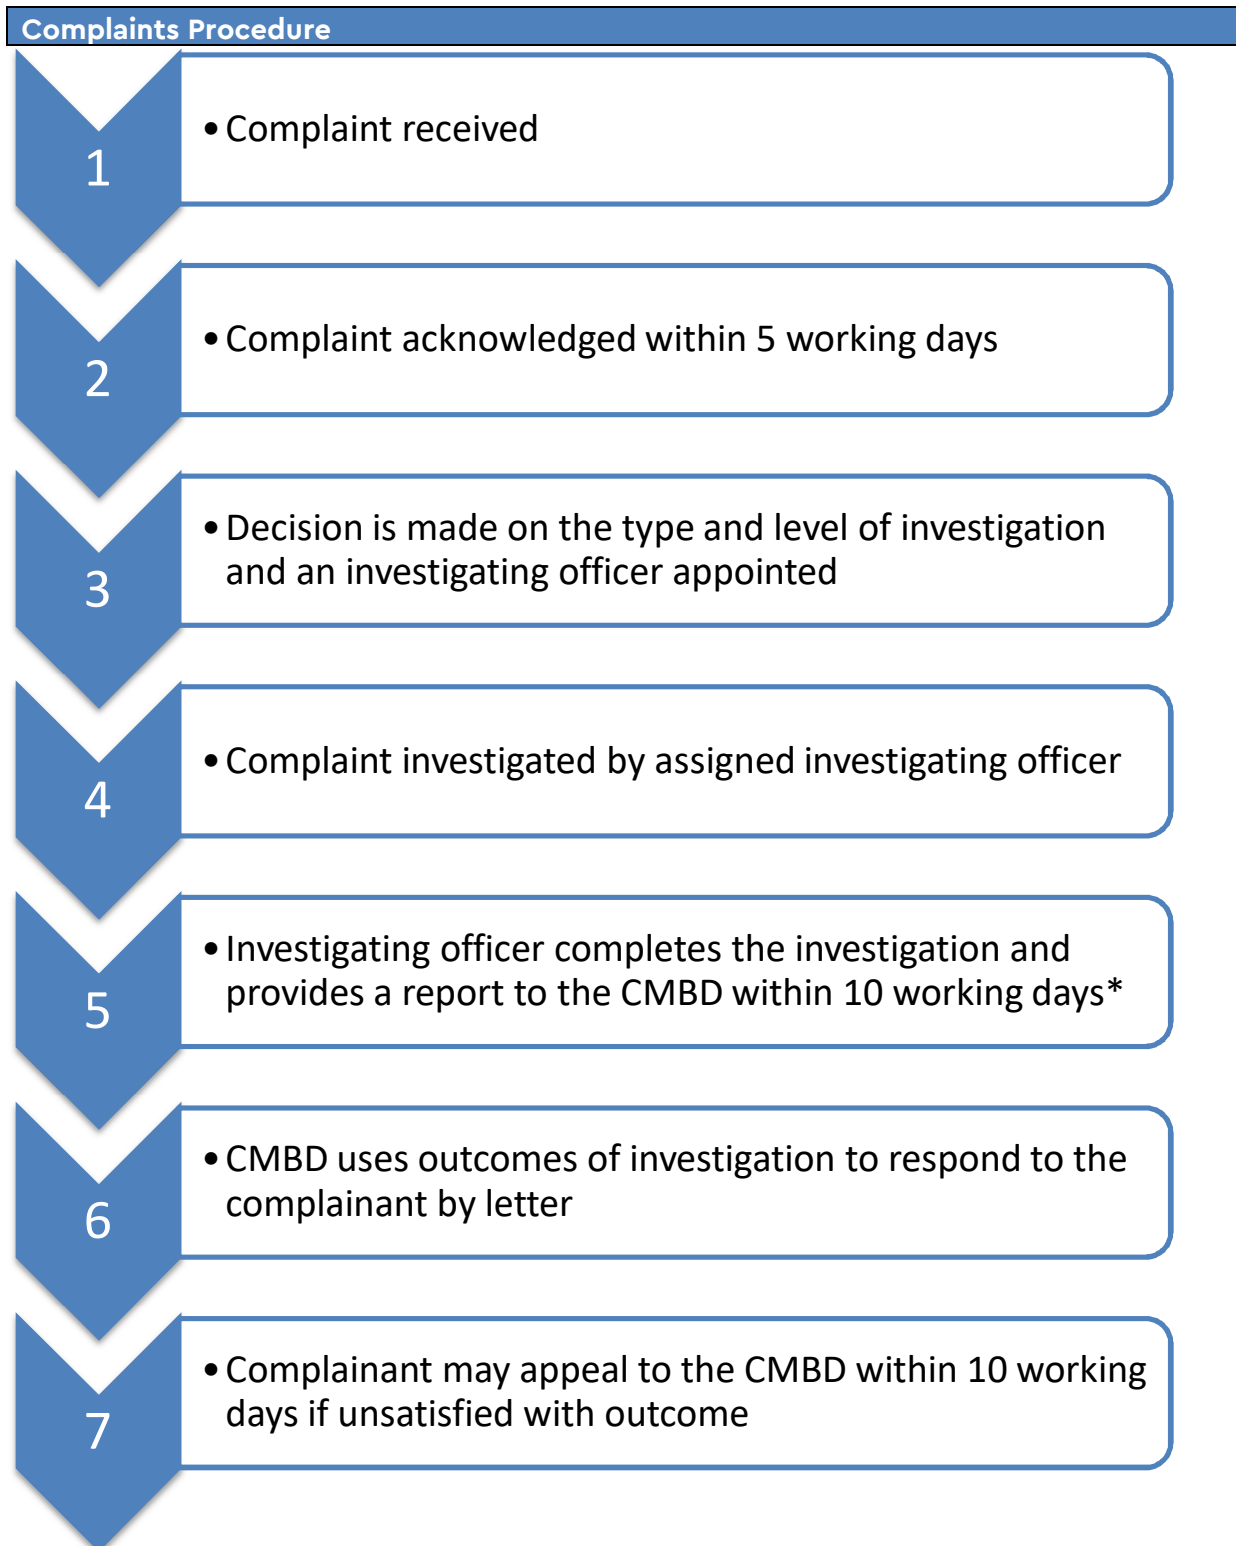 Complaints Procedure
1
• Complaint received
2
• Complaint acknowledged within 5 working days
3
• Decision is made on the type and level of investigation
and an investigating officer appointed
4
• Complaint investigated by assigned investigating officer
5
• Investigating officer completes the investigation and
provides a report to the CMBD within 10 working days*
6
• CMBD uses outcomes of investigation to respond to the
complainant by letter
7
• Complainant may appeal to the CMBD within 10 working
days if unsatisfied with outcome